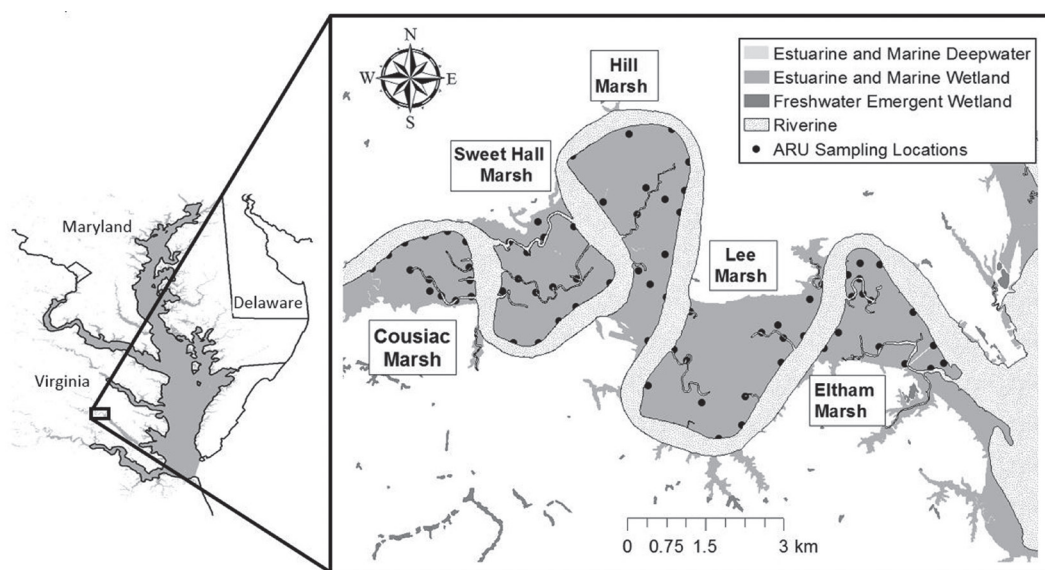 Maryland
Delaware
Virginia
N
W
E
S
Hill
Marsh
Sweet Hall
Marsh
Lee
Marsh
Cousiac
Marsh
Eltham
Marsh
Estuarine and Marine Deepwater
Estuarine and Marine Wetland
Freshwater Emergent Wetland
Riverine
ARU Sampling Locations
0 0.75 1.5 3 km